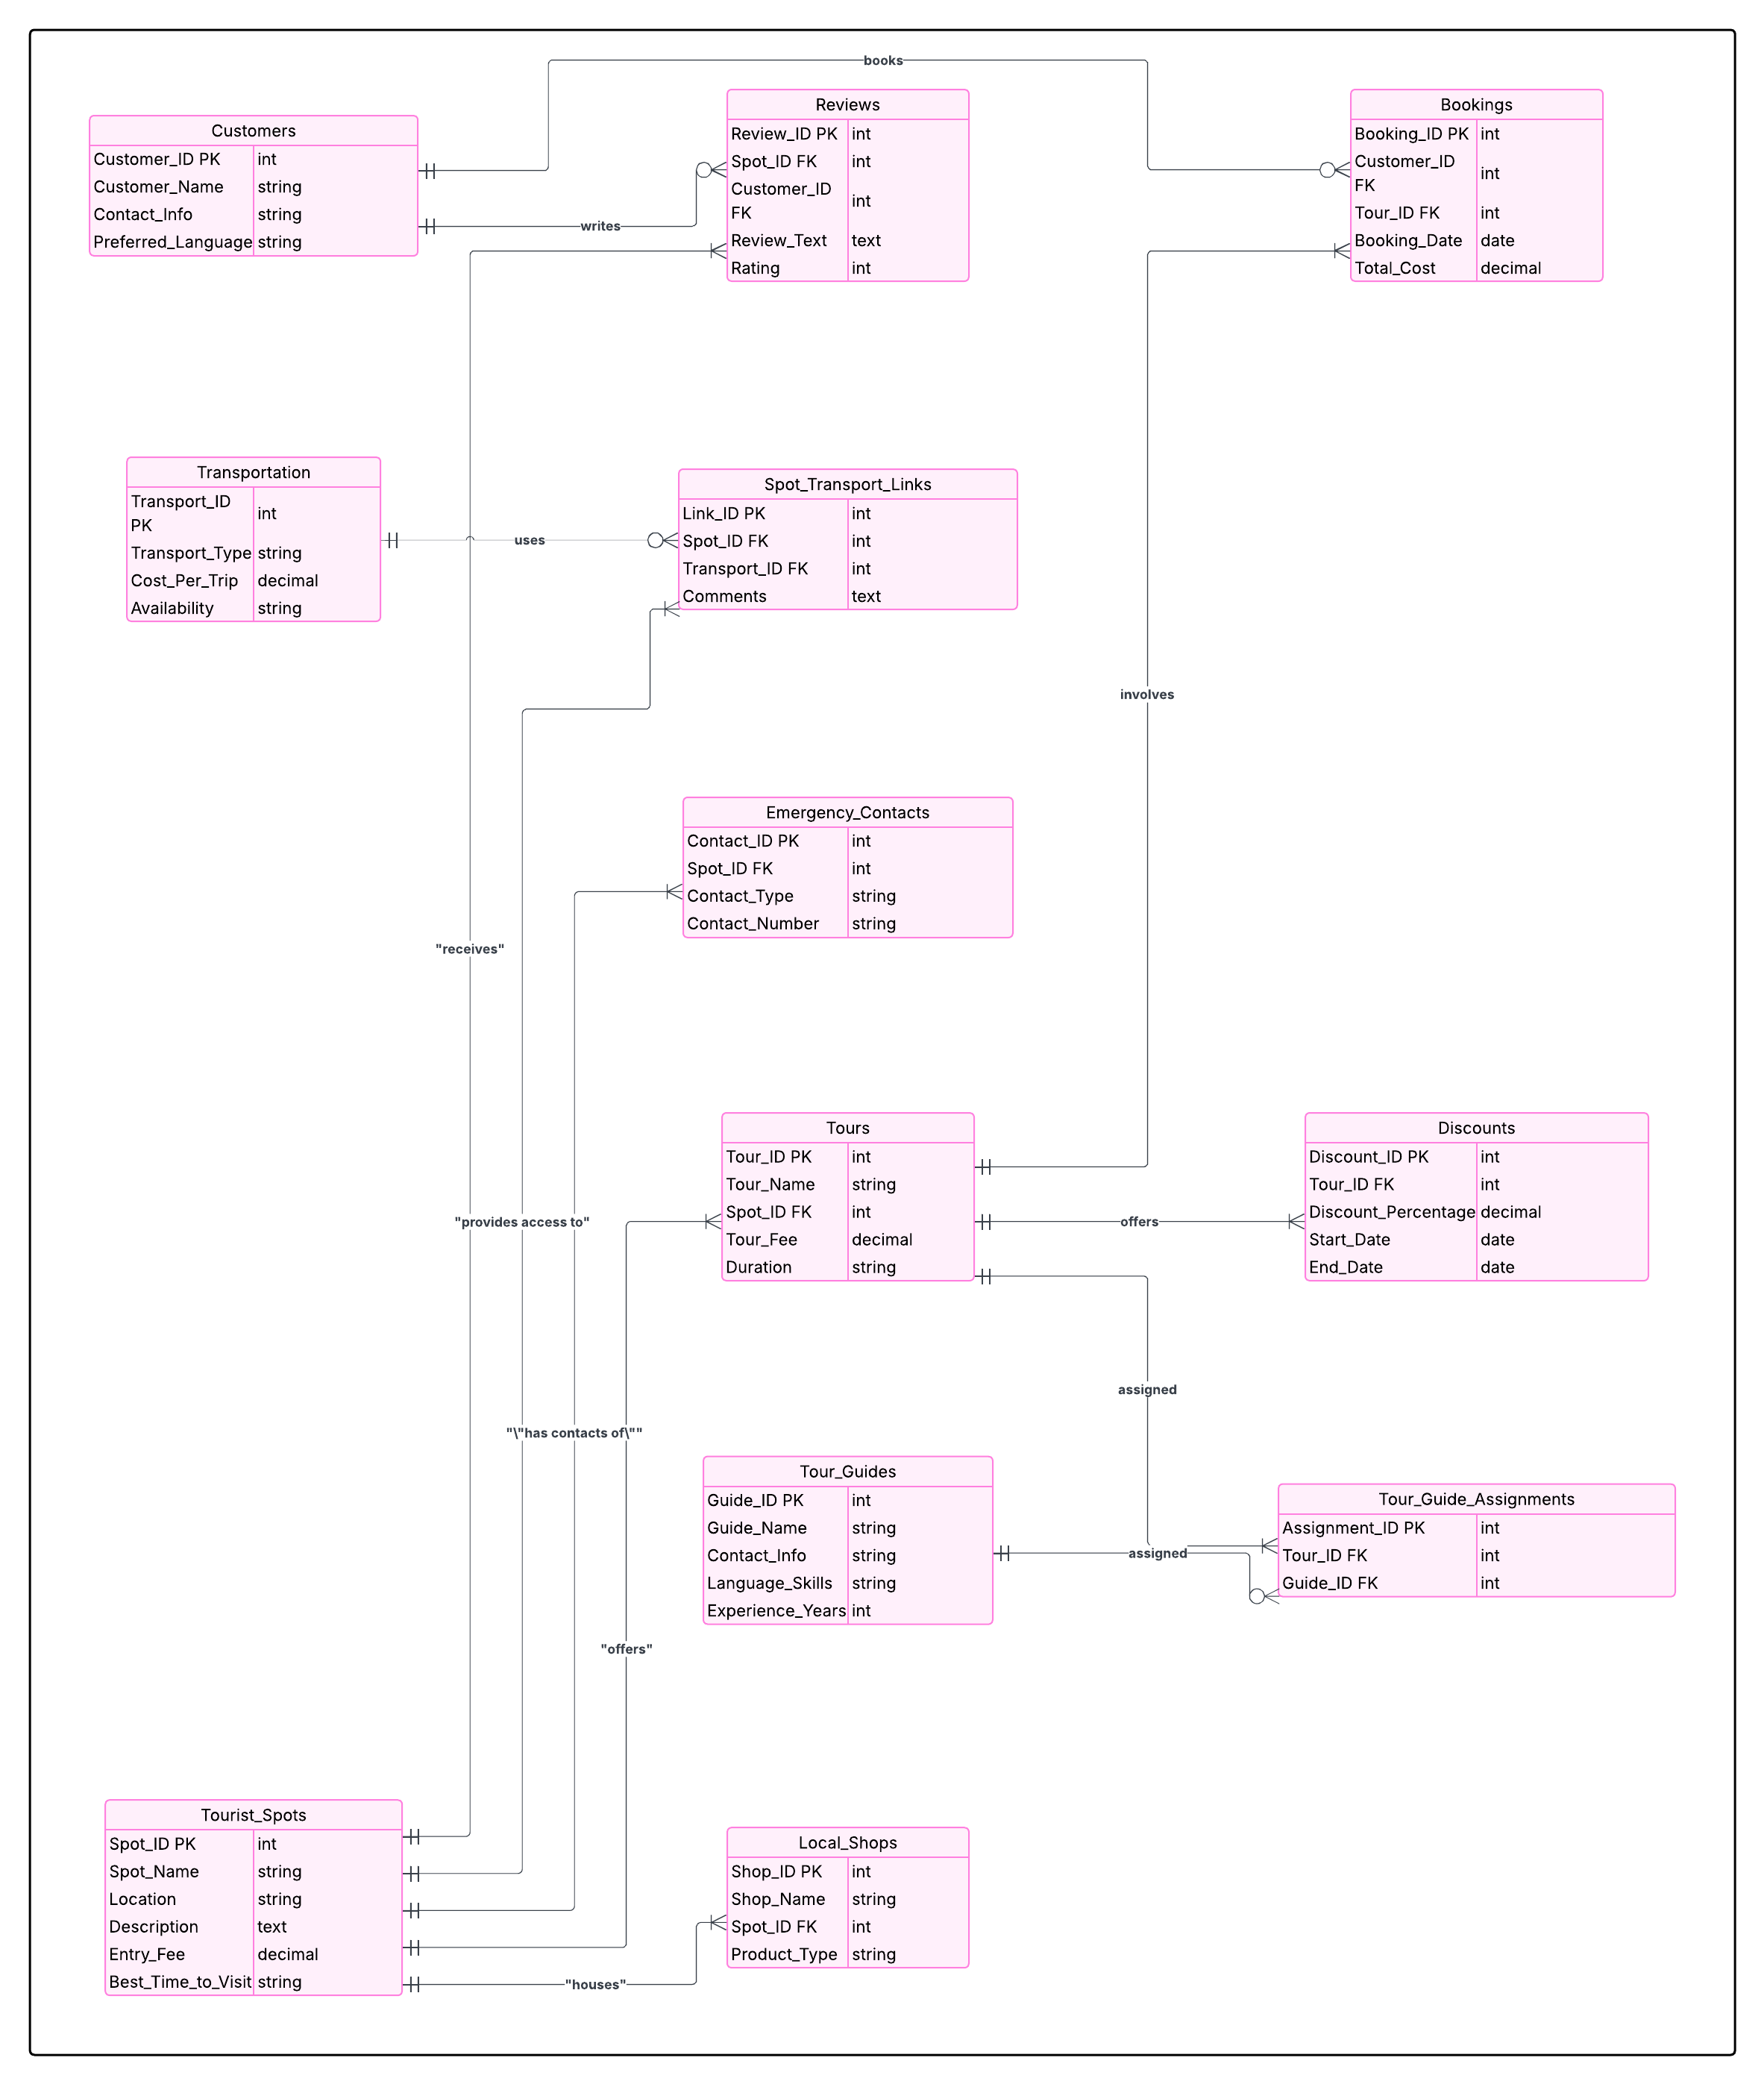 books
Customers
Customer_ID PK int
Customer_Name string
Contact_Info string
Preferred_Language string
Reviews
Review_ID PK int
Spot_ID FK int
Customer_ID
FK
int
Review_Text text
Rating int
Bookings
Booking_ID PK int
Customer_ID
FK
int
Tour_ID FK int
Booking_Date date
Total_Cost decimal
writes
Transportation
Transport_ID
PK
int
Transport_Type string
Cost_Per_Trip decimal
Availability string
uses
Spot_Transport_Links
Link_ID PK int
Spot_ID FK int
Transport_ID FK int
Comments text
involves
Emergency_Contacts
Contact_ID PK int
Spot_ID FK int
Contact_Type string
Contact_Number string
"receives"
Tours
Tour_ID PK int
Tour_Name string
Spot_ID FK int
Tour_Fee decimal
Duration string
offers
Discounts
Discount_ID PK int
Tour_ID FK int
Discount_Percentage decimal
Start_Date date
End_Date date
"provides access to"
assigned
"\"has contacts of\""
Tour_Guides
Guide_ID PK int
Guide_Name string
Contact_Info string
Language_Skills string
Experience_Years int
assigned
Tour_Guide_Assignments
Assignment_ID PK int
Tour_ID FK int
Guide_ID FK int
"offers"
Tourist_Spots
Spot_ID PK int
Spot_Name string
Location string
Description text
Entry_Fee decimal
Best_Time_to_Visit string
"houses"
Local_Shops
Shop_ID PK int
Shop_Name string
Spot_ID FK int
Product_Type string